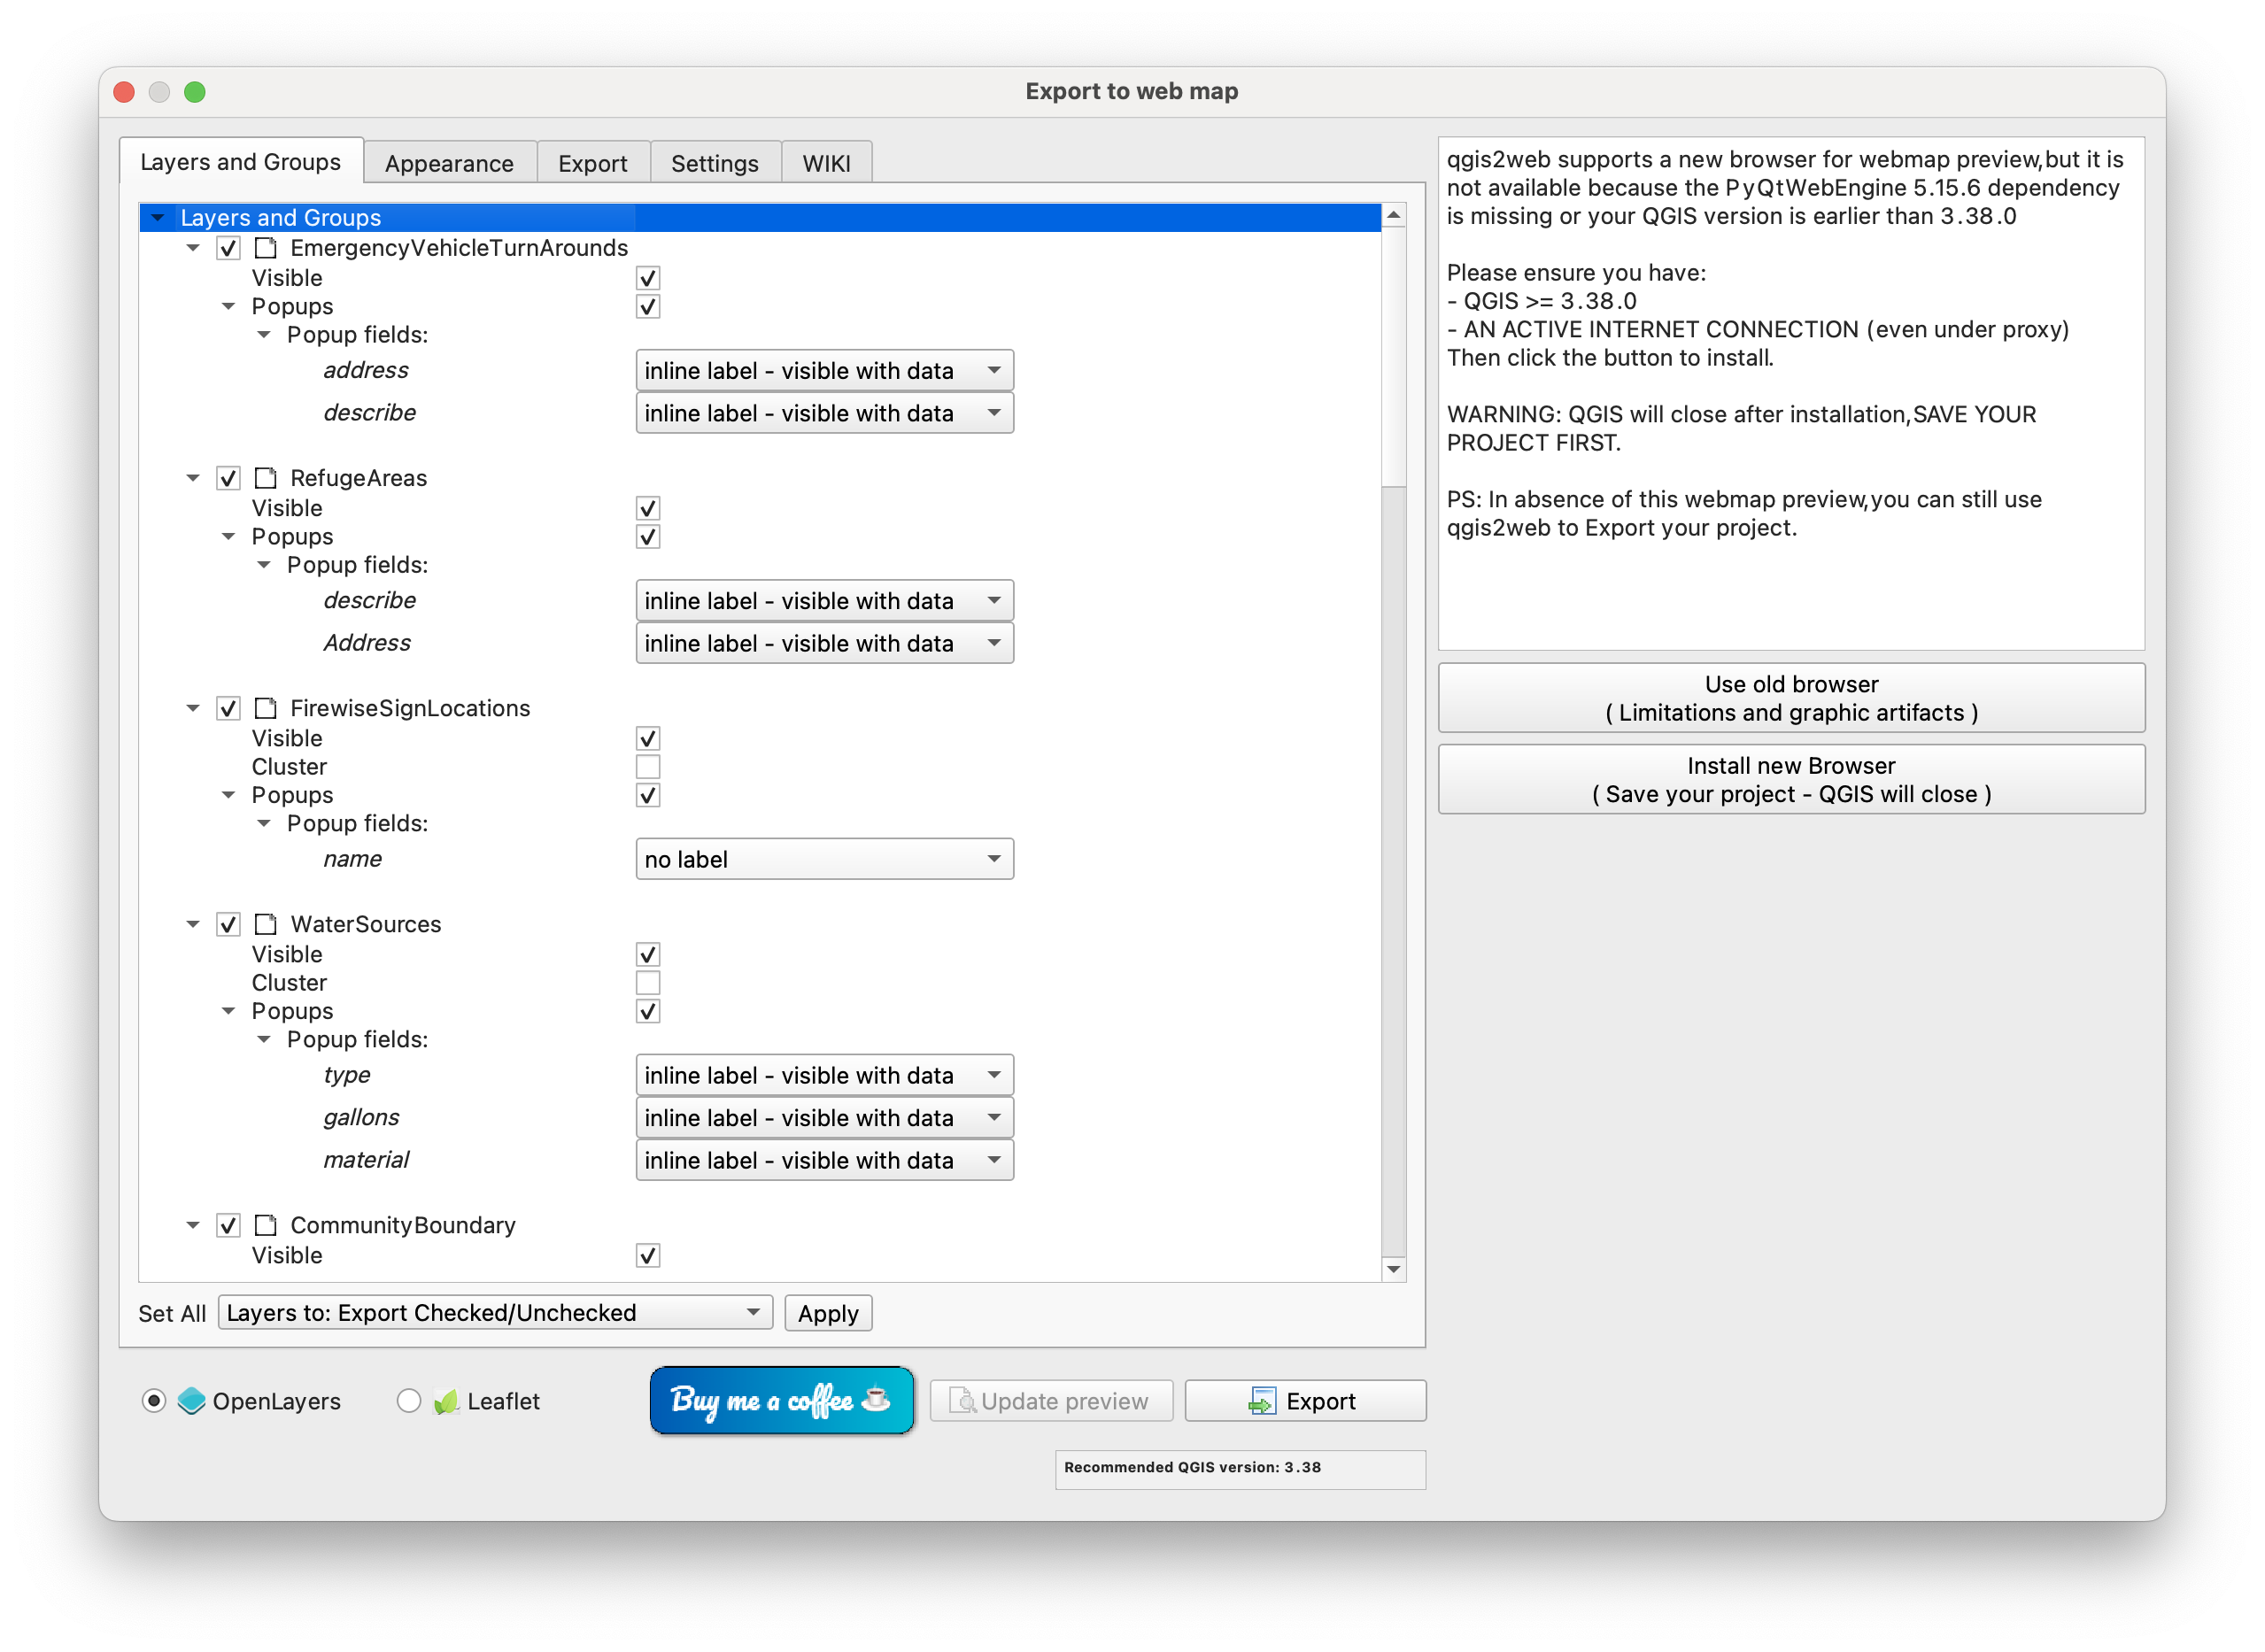 Export to web map
Layers and Groups
Appearance
Export
Settings
WIKI
Layers and Groups
EmergencyVehicleTurnArounds
Visible
Popups
Popup fields:
address inline label - visible with data
describe inline label - visible with data
RefugeAreas
Visible
Popups
Popup fields:
describe inline label - visible with data
Address inline label - visible with data
FirewiseSignLocations
Visible
Cluster
Popups
Popup fields:
name no label
WaterSources
Visible
Cluster
Popups
Popup fields:
type inline label - visible with data
gallons inline label - visible with data
material inline label - visible with data
CommunityBoundary
Visible
Set All Layers to: Export Checked/Unchecked Apply
OpenLayers
Leaflet
Buy me a coffee
Update preview
Export
Recommended QGIS version: 3.38
qgis2web supports a new browser for webmap preview,but it is
not available because the PyQtWebEngine 5.15.6 dependency
is missing or your QGIS version is earlier than 3.38.0
Please ensure you have:
- QGIS >= 3.38.0
- AN ACTIVE INTERNET CONNECTION (even under proxy)
Then click the button to install.
WARNING: QGIS will close after installation,SAVE YOUR
PROJECT FIRST.
PS: In absence of this webmap preview,you can still use
qgis2web to Export your project.
Use old browser
( Limitations and graphic artifacts )
Install new Browser
( Save your project - QGIS will close )